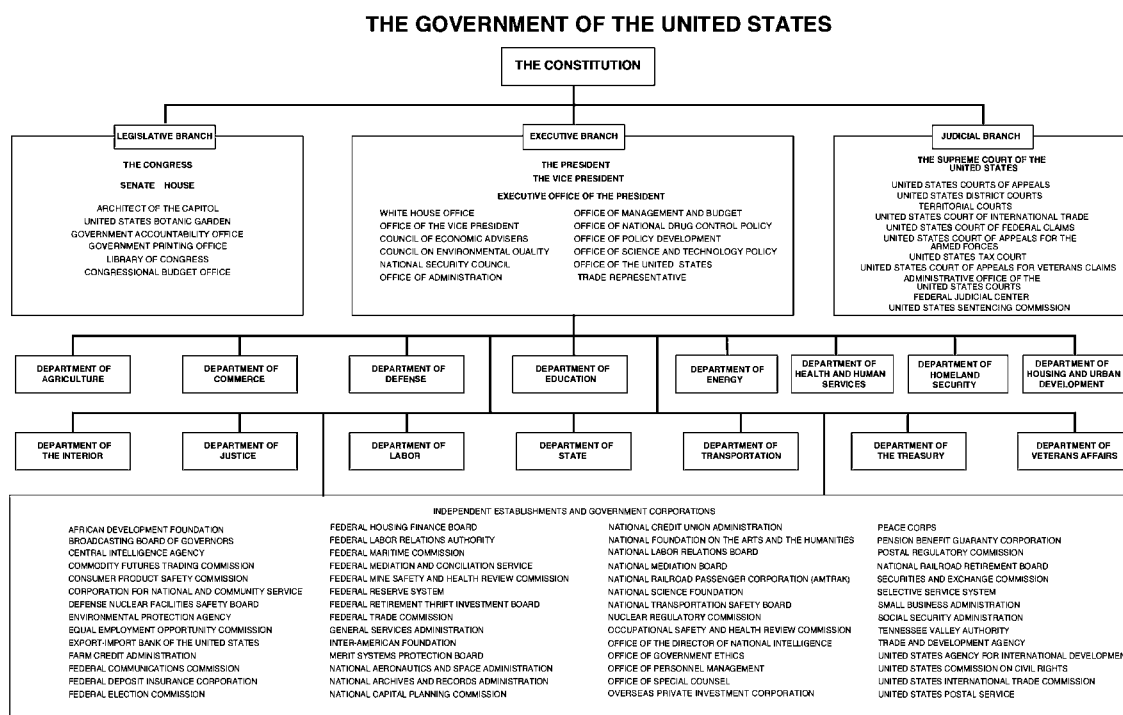 THE GOVERNMENT OF THE UNITED STATES
THE CONSTITUTION
LEGISLATIVE BRANCH
THE CONGRESS
SENATE HOUSE
ARCHITECT OF THE CAPITOL
UNITED STATES BOTANIC GARDEN
GOVERNMENT ACCOUNTABILITY OFFICE
GOVERNMENT PRINTING OFFICE
LIBRARY OF CONGRESS
CONGRESSIONAL BUDGET OFFICE
EXECUTIVE BRANCH
THE PRESIDENT
THE VICE PRESIDENT
EXECUTIVE OFFICE OF THE PRESIDENT
WHITE HOUSE OFFICE
OFFICE OF THE VICE PRESIDENT
COUNCIL OF ECONOMIC ADVISERS
COUNCIL ON ENVIRONMENTAL QUALITY
NATIONAL SECURITY COUNCIL
OFFICE OF ADMINISTRATION
OFFICE OF MANAGEMENT AND BUDGET
OFFICE OF NATIONAL DRUG CONTROL POLICY
OFFICE OF POLICY DEVELOPMENT
OFFICE OF SCIENCE AND TECHNOLOGY POLICY
OFFICE OF THE UNITED STATES
TRADE REPRESENTATIVE
JUDICIAL BRANCH
THE SUPREME COURT OF THE
UNITED STATES
UNITED STATES COURTS OF APPEALS
UNITED STATES DISTRICT COURTS
TERRITORIAL COURTS
UNITED STATES COURT OF INTERNATIONAL TRADE
UNITED STATES COURT OF FEDERAL CLAIMS
UNITED STATES COURT OF APPEALS FOR THE
ARMED FORCES
UNITED STATES TAX COURT
UNITED STATES COURT OF APPEALS FOR VETERANS CLAIMS
ADMINISTRATIVE OFFICE OF THE
UNITED STATES COURTS
FEDERAL JUDICIAL CENTER
UNITED STATES SENTENCING COMMISSION
DEPARTMENT OF
AGRICULTURE
DEPARTMENT OF
COMMERCE
DEPARTMENT OF
DEFENSE
DEPARTMENT OF
EDUCATION
DEPARTMENT OF
ENERGY
DEPARTMENT OF
HEALTH AND HUMAN
SERVICES
DEPARTMENT OF
HOMELAND
SECURITY
DEPARTMENT OF
HOUSING AND URBAN
DEVELOPMENT
DEPARTMENT OF
THE INTERIOR
DEPARTMENT OF
JUSTICE
DEPARTMENT OF
LABOR
DEPARTMENT OF
STATE
DEPARTMENT OF
TRANSPORTATION
DEPARTMENT OF
THE TREASURY
DEPARTMENT OF
VETERANS AFFAIRS
INDEPENDENT ESTABLISHMENTS AND GOVERNMENT CORPORATIONS
AFRICAN DEVELOPMENT FOUNDATION
BROADCASTING BOARD OF GOVERNORS
CENTRAL INTELLIGENCE AGENCY
COMMODITY FUTURES TRADING COMMISSION
CONSUMER PRODUCT SAFETY COMMISSION
CORPORATION FOR NATIONAL AND COMMUNITY SERVICE
DEFENSE NUCLEAR FACILITIES SAFETY BOARD
ENVIRONMENTAL PROTECTION AGENCY
EQUAL EMPLOYMENT OPPORTUNITY COMMISSION
EXPORT-IMPORT BANK OF THE UNITED STATES
FARM CREDIT ADMINISTRATION
FEDERAL COMMUNICATIONS COMMISSION
FEDERAL DEPOSIT INSURANCE CORPORATION
FEDERAL ELECTION COMMISSION
FEDERAL HOUSING FINANCE BOARD
FEDERAL LABOR RELATIONS AUTHORITY
FEDERAL MARITIME COMMISSION
FEDERAL MEDIATION AND CONCILIATION SERVICE
FEDERAL MINE SAFETY AND HEALTH REVIEW COMMISSION
FEDERAL RESERVE SYSTEM
FEDERAL RETIREMENT THRIFT INVESTMENT BOARD
FEDERAL TRADE COMMISSION
GENERAL SERVICES ADMINISTRATION
INTER-AMERICAN FOUNDATION
MERIT SYSTEMS PROTECTION BOARD
NATIONAL AERONAUTICS AND SPACE ADMINISTRATION
NATIONAL ARCHIVES AND RECORDS ADMINISTRATION
NATIONAL CAPITAL PLANNING COMMISSION
NATIONAL CREDIT UNION ADMINISTRATION
NATIONAL FOUNDATION ON THE ARTS AND THE HUMANITIES
NATIONAL LABOR RELATIONS BOARD
NATIONAL MEDIATION BOARD
NATIONAL RAILROAD PASSENGER CORPORATION (AMTRAK)
NATIONAL SCIENCE FOUNDATION
NATIONAL TRANSPORTATION SAFETY BOARD
NUCLEAR REGULATORY COMMISSION
OCCUPATIONAL SAFETY AND HEALTH REVIEW COMMISSION
OFFICE OF THE DIRECTOR OF NATIONAL INTELLIGENCE
OFFICE OF GOVERNMENT ETHICS
OFFICE OF PERSONNEL MANAGEMENT
OFFICE OF SPECIAL COUNSEL
OVERSEAS PRIVATE INVESTMENT CORPORATION
PEACE CORPS
PENSION BENEFIT GUARANTY CORPORATION
POSTAL REGULATORY COMMISSION
NATIONAL RAILROAD RETIREMENT BOARD
SECURITIES AND EXCHANGE COMMISSION
SELECTIVE SERVICE SYSTEM
SMALL BUSINESS ADMINISTRATION
SOCIAL SECURITY ADMINISTRATION
TENNESSEE VALLEY AUTHORITY
TRADE AND DEVELOPMENT AGENCY
UNITED STATES AGENCY FOR INTERNATIONAL DEVELOPMENT
UNITED STATES COMMISSION ON CIVIL RIGHTS
UNITED STATES INTERNATIONAL TRADE COMMISSION
UNITED STATES POSTAL SERVICE